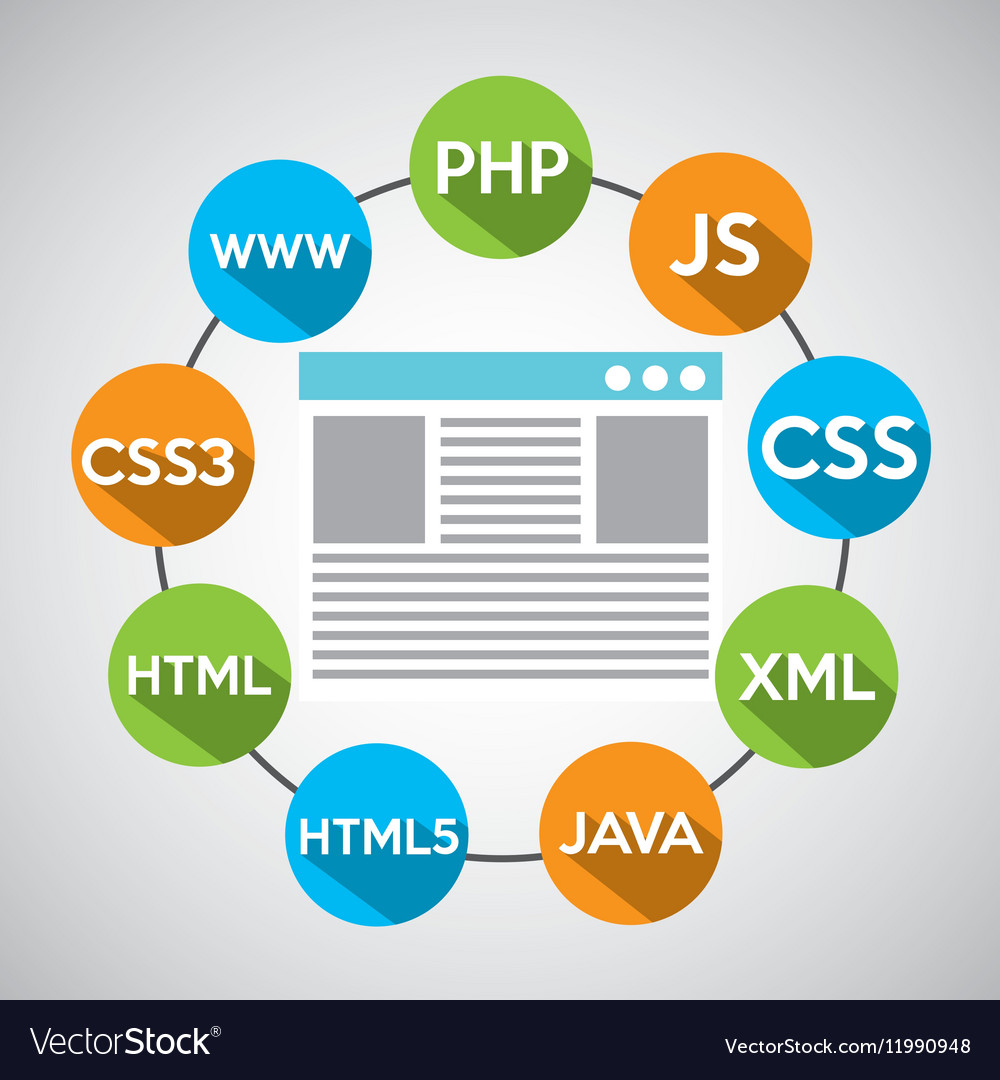 PHP
JS
WWW
CSS
CSS3
HTML
XML
HTML5
JAVA
VectorStock®
VectorStock.com/11990948